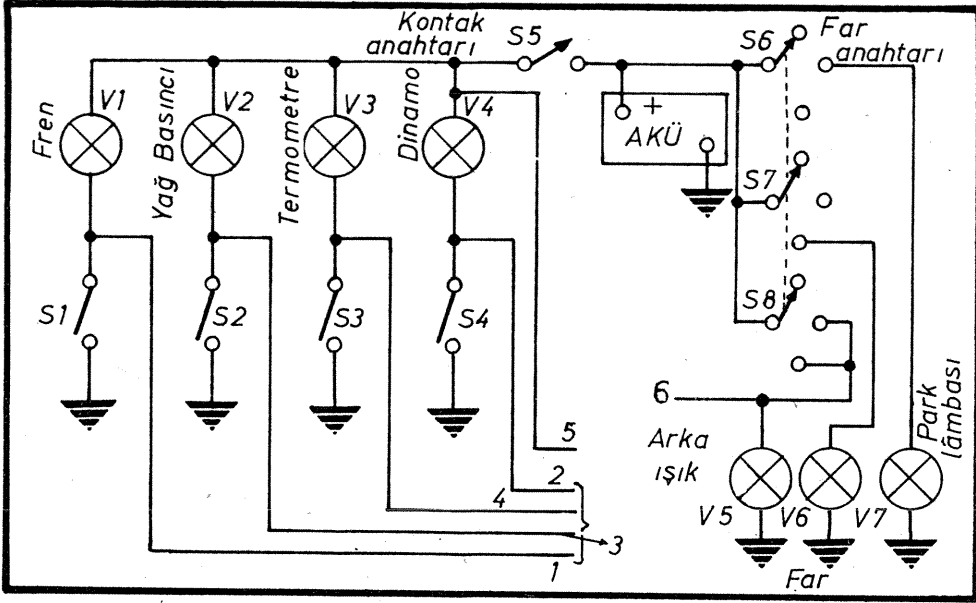 Kontak
anahtarı
S5
S6
Far
anahtarı
Fren
V1
Yağ Basıncı
V2
Termometre
V3
Dinamo
V4
+
AKÜ
S7
S8
S1
S2
S3
S4
6
5
2
4
3
1
Arka
ışık
Park
lâmbası
V5
V6
V7
Far